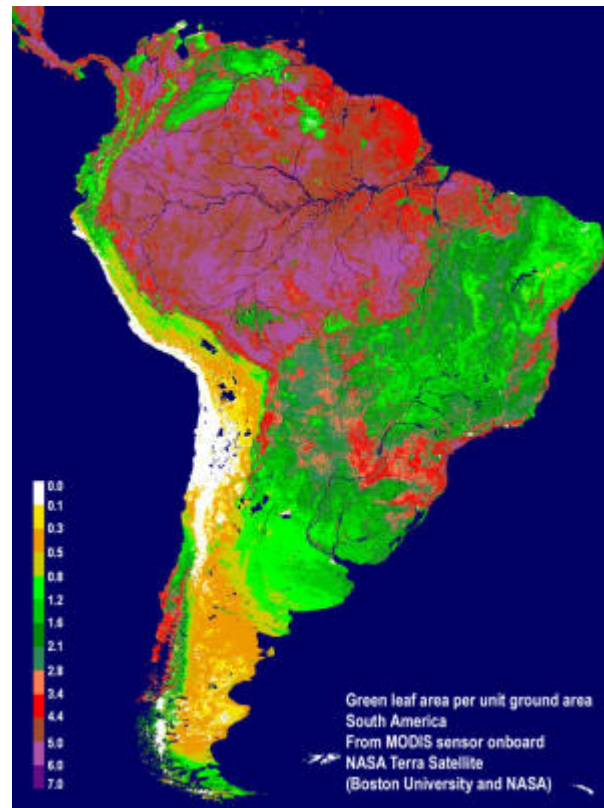 0.0
0.1
0.3
0.5
0.8
1.2
1.6
2.1
2.8
3.4
4.4
5.0
6.0
7.0
Green leaf area per unit ground area
South America
From MODIS sensor onboard
NASA Terra Satellite
(Boston University and NASA)